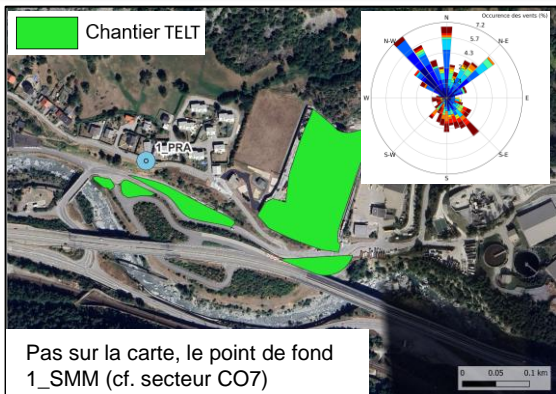 Chantier TELT
Occurence des vents (%)
N
7.2
N-W
N-E
5.7
4.3
W
E
S-W
S-E
S
1_PRA
Pas sur la carte, le point de fond
1_SMM (cf. secteur CO7)
0 0.05 0.1 km